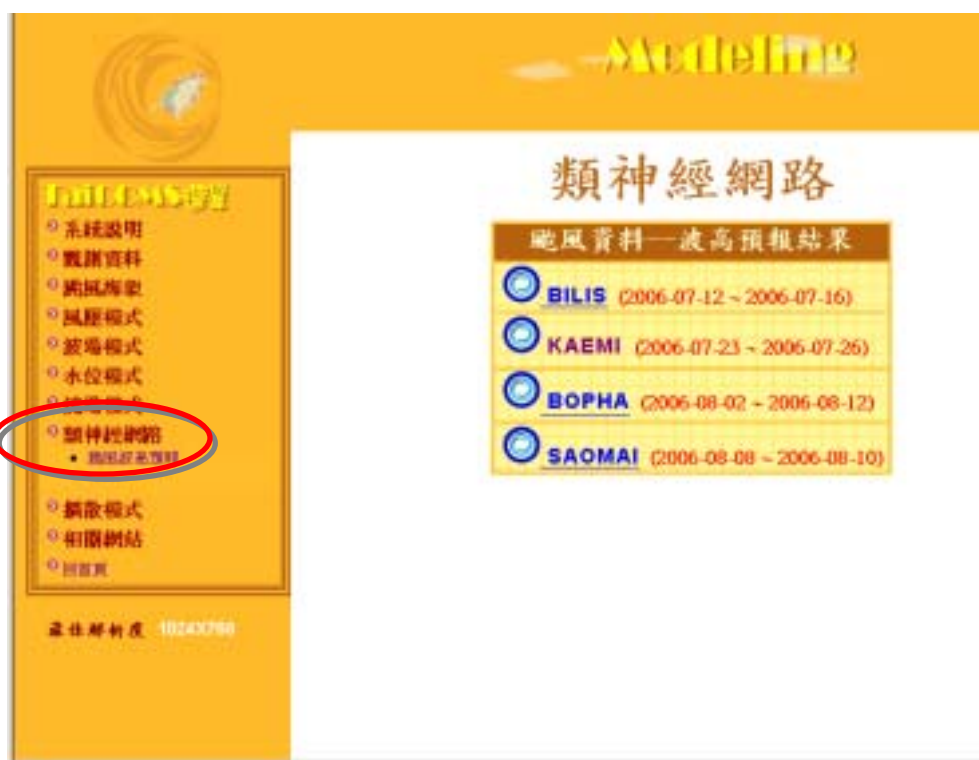 Modeling
類神經網路
颱風資料—波高預報結果
BILIS (2006-07-12 ~ 2006-07-16)
KAEMI (2006-07-23 ~ 2006-07-26)
BOPHA (2006-08-02 ~ 2006-08-12)
SAOMAI (2006-08-08 ~ 2006-08-10)
系統說明
觀測資料
颱風海象
風壓模式
波場模式
水位模式
類神經網路
擴散模式
相關網站
回首頁
最佳解析度 1024X768